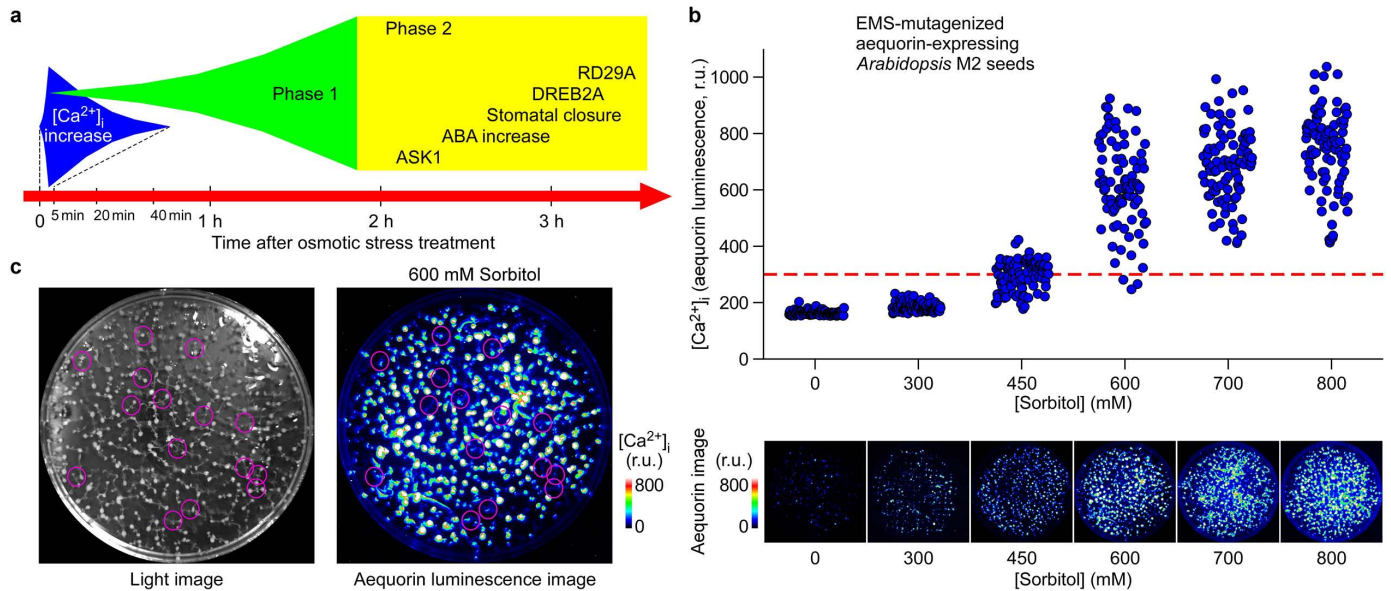 a
Phase 2
RD29A
DREB2A
Phase 1
Stomatal closure
[Ca²⁺]ᵢ
increase
ABA increase
ASK1
0 5 min 20 min 40 min 1 h 2 h 3 h
Time after osmotic stress treatment
b
EMS-mutagenized
aequorin-expressing
Arabidopsis M2 seeds
[Ca²⁺]ᵢ (aequorin luminescence, r.u.)
1000
800
600
400
200
0
0 300 450 600 700 800
[Sorbitol] (mM)
Aequorin image
(r.u.)
800
0
0 300 450 600 700 800
[Sorbitol] (mM)
c
600 mM Sorbitol
[Ca²⁺]ᵢ
(r.u.)
800
0
Light image
Aequorin luminescence image